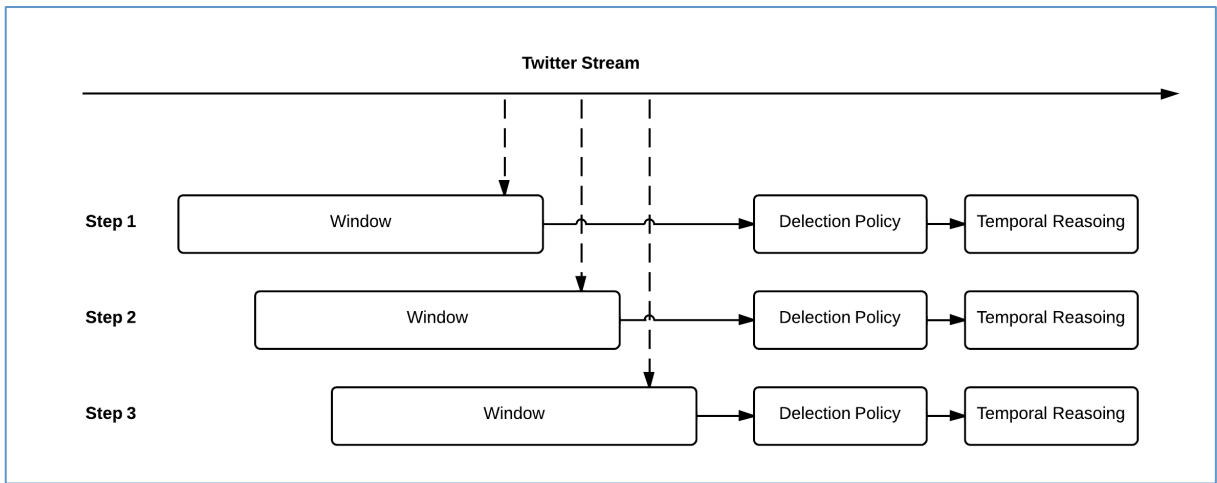 Twitter Stream
Step 1 Window Delection Policy Temporal Reasoing
Step 2 Window Delection Policy Temporal Reasoing
Step 3 Window Delection Policy Temporal Reasoing